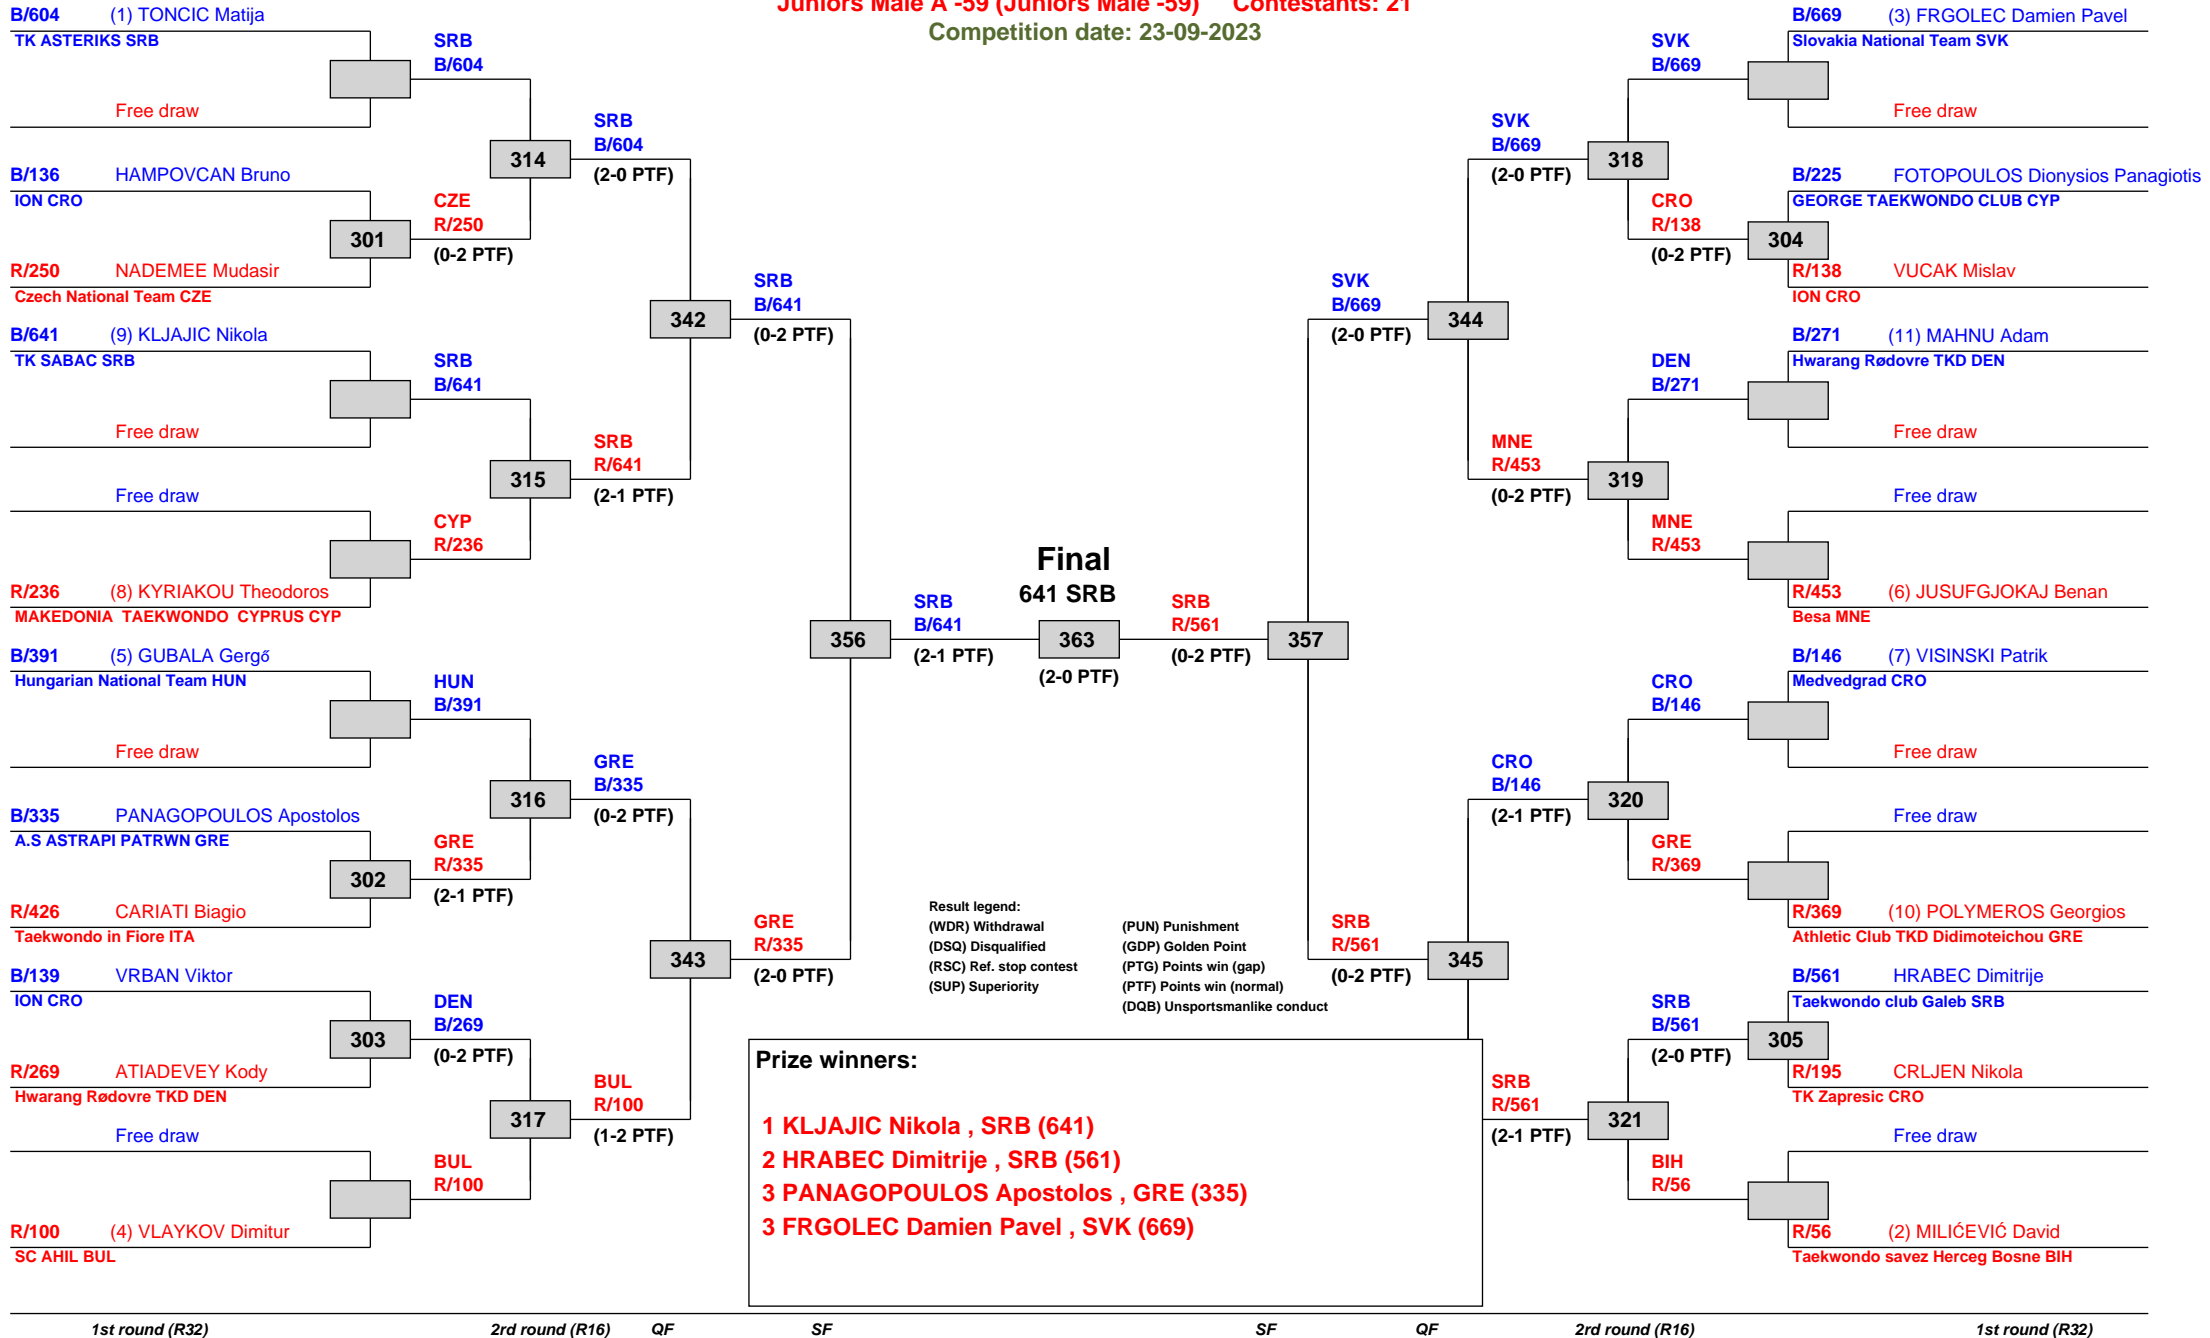 Juniors Male A -59 (Juniors Male -59) Contestants: 21
Competition date: 23-09-2023
B/604 (1) TONCIC Matija
TK ASTERIKS SRB
Free draw
SRB
B/604
B/136 HAMPOVCAN Bruno
ION CRO
301
R/250 NADEMEE Mudasir
Czech National Team CZE
CZE
R/250
(0-2 PTF)
314
SRB
B/604
(2-0 PTF)
B/641 (9) KLJAJIC Nikola
TK SABAC SRB
Free draw
SRB
B/641
Free draw
R/236 (8) KYRIAKOU Theodoros
MAKEDONIA TAEKWONDO CYPRUS CYP
CYP
R/236
315
SRB
R/641
(2-1 PTF)
342
SRB
B/641
(0-2 PTF)
B/391 (5) GUBALA Gergő
Hungarian National Team HUN
Free draw
HUN
B/391
B/335 PANAGOPOULOS Apostolos
A.S ASTRAPI PATRWN GRE
302
R/426 CARIATI Biagio
Taekwondo in Fiore ITA
GRE
R/335
(2-1 PTF)
316
GRE
B/335
(0-2 PTF)
B/139 VRBAN Viktor
ION CRO
303
R/269 ATIADEVEY Kody
Hwarang Rødovre TKD DEN
DEN
B/269
(0-2 PTF)
Free draw
R/100 (4) VLAYKOV Dimitur
SC AHIL BUL
BUL
R/100
317
BUL
R/100
(1-2 PTF)
343
GRE
R/335
(2-0 PTF)
356
SRB
B/641
(2-1 PTF)
Final
641 SRB
363
(2-0 PTF)
SRB
R/561
(0-2 PTF)
357
SVK
B/669
(2-0 PTF)
344
SVK
B/669
(2-0 PTF)
318
SVK
B/669
B/669 (3) FRGOLEC Damien Pavel
Slovakia National Team SVK
Free draw
CRO
R/138
(0-2 PTF)
304
B/225 FOTOPOULOS Dionysios Panagiotis
GEORGE TAEKWONDO CLUB CYP
R/138 VUCAK Mislav
ION CRO
MNE
R/453
(0-2 PTF)
319
DEN
B/271
B/271 (11) MAHNU Adam
Hwarang Rødovre TKD DEN
Free draw
MNE
R/453
Free draw
R/453 (6) JUSUFGJOKAJ Benan
Besa MNE
SRB
R/561
(0-2 PTF)
345
CRO
B/146
(2-1 PTF)
320
CRO
B/146
B/146 (7) VISINSKI Patrik
Medvedgrad CRO
Free draw
GRE
R/369
Free draw
R/369 (10) POLYMEROS Georgios
Athletic Club TKD Didimoteichou GRE
SRB
R/561
(2-1 PTF)
321
SRB
B/561
(2-0 PTF)
305
B/561 HRABEC Dimitrije
Taekwondo club Galeb SRB
R/195 CRLJEN Nikola
TK Zapresic CRO
BIH
R/56
Free draw
R/56 (2) MILIĆEVIĆ David
Taekwondo savez Herceg Bosne BIH
Result legend:
(WDR) Withdrawal
(DSQ) Disqualified
(RSC) Ref. stop contest
(SUP) Superiority
(PUN) Punishment
(GDP) Golden Point
(PTG) Points win (gap)
(PTF) Points win (normal)
(DQB) Unsportsmanlike conduct
Prize winners:
1 KLJAJIC Nikola , SRB (641)
2 HRABEC Dimitrije , SRB (561)
3 PANAGOPOULOS Apostolos , GRE (335)
3 FRGOLEC Damien Pavel , SVK (669)
1st round (R32) 2rd round (R16) QF SF SF QF 2rd round (R16) 1st round (R32)